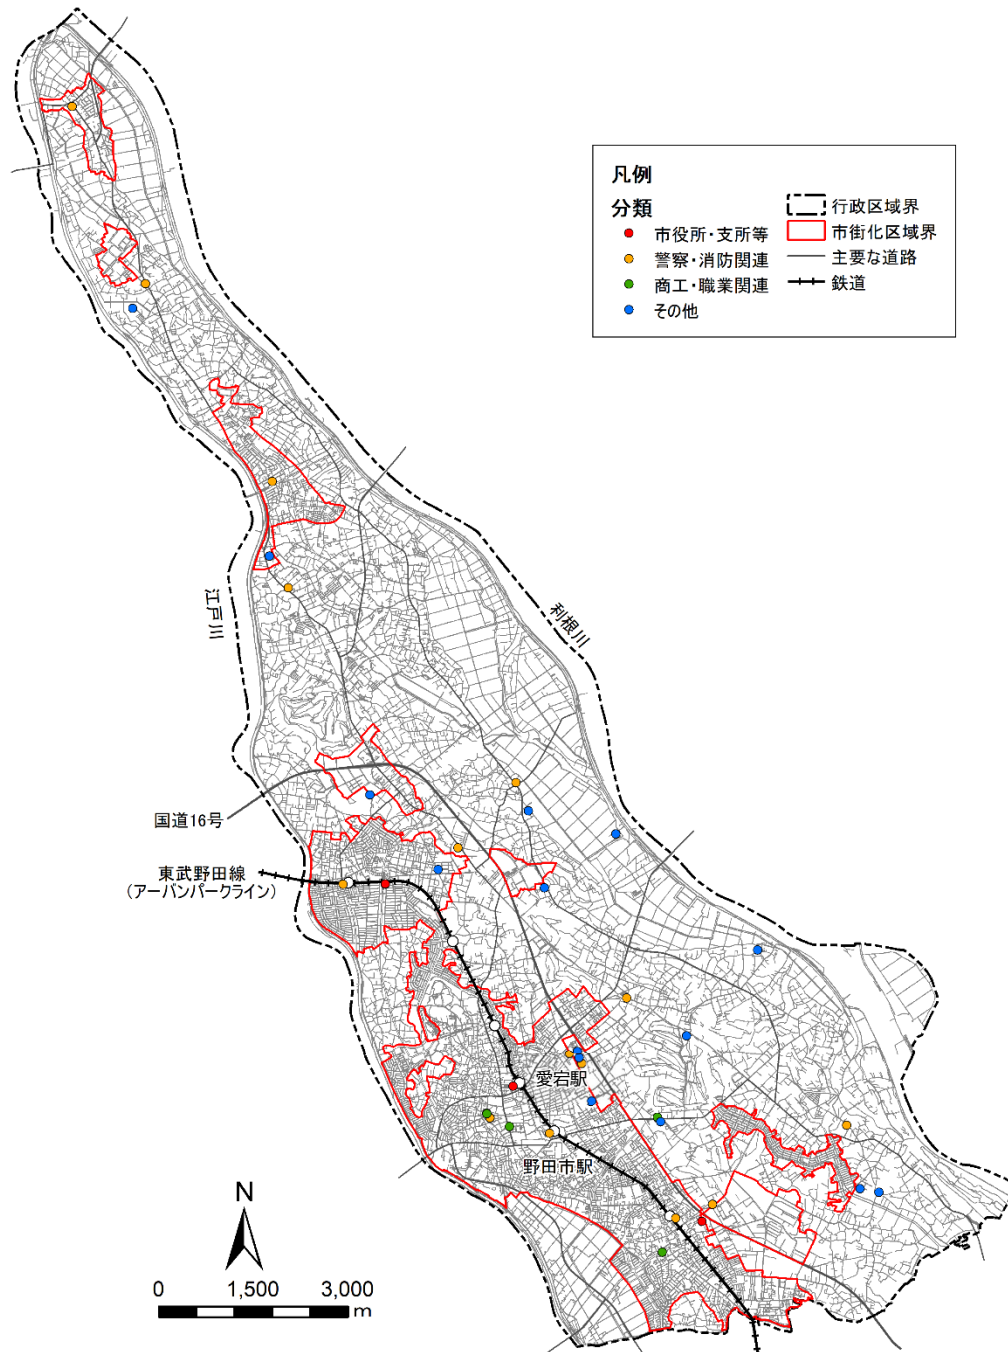 凡例
分類
市役所・支所等
警察・消防関連
商工・職業関連
その他
行政区域界
市街化区域界
主要な道路
鉄道
江戸川
利根川
国道16号
東武野田線
（アーバンパークライン）
愛宕駅
野田市駅
N
0 1,500 3,000
m